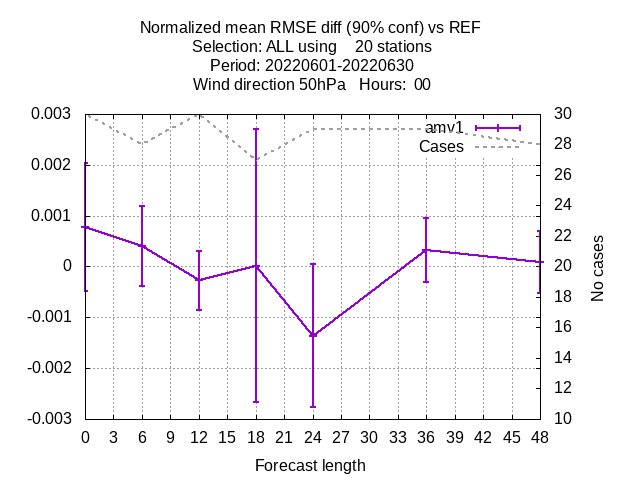 Normalized mean RMSE diff (90% conf) vs REF
Selection: ALL using    20 stations
Period: 20220601-20220630
Wind direction 50hPa   Hours:  00
amv1
Cases
0.003
0.002
0.001
0
-0.001
-0.002
-0.003
30
28
26
24
22
20
18
16
14
12
10
No cases
0 3 6 9 12 15 18 21 24 27 30 33 36 39 42 45 48
Forecast length